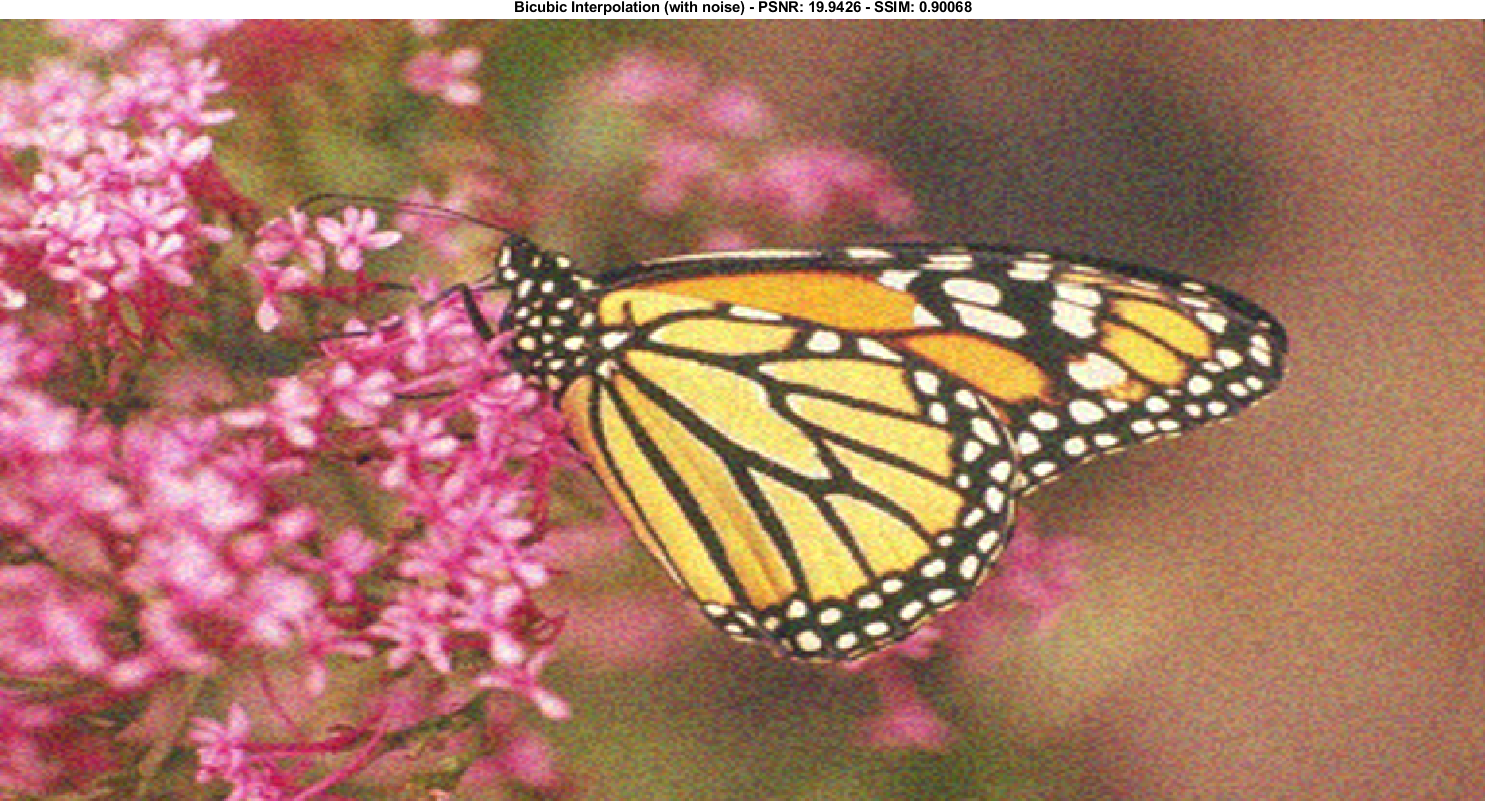 Bicubic Interpolation (with noise) - PSNR: 19.9426 - SSIM: 0.90068